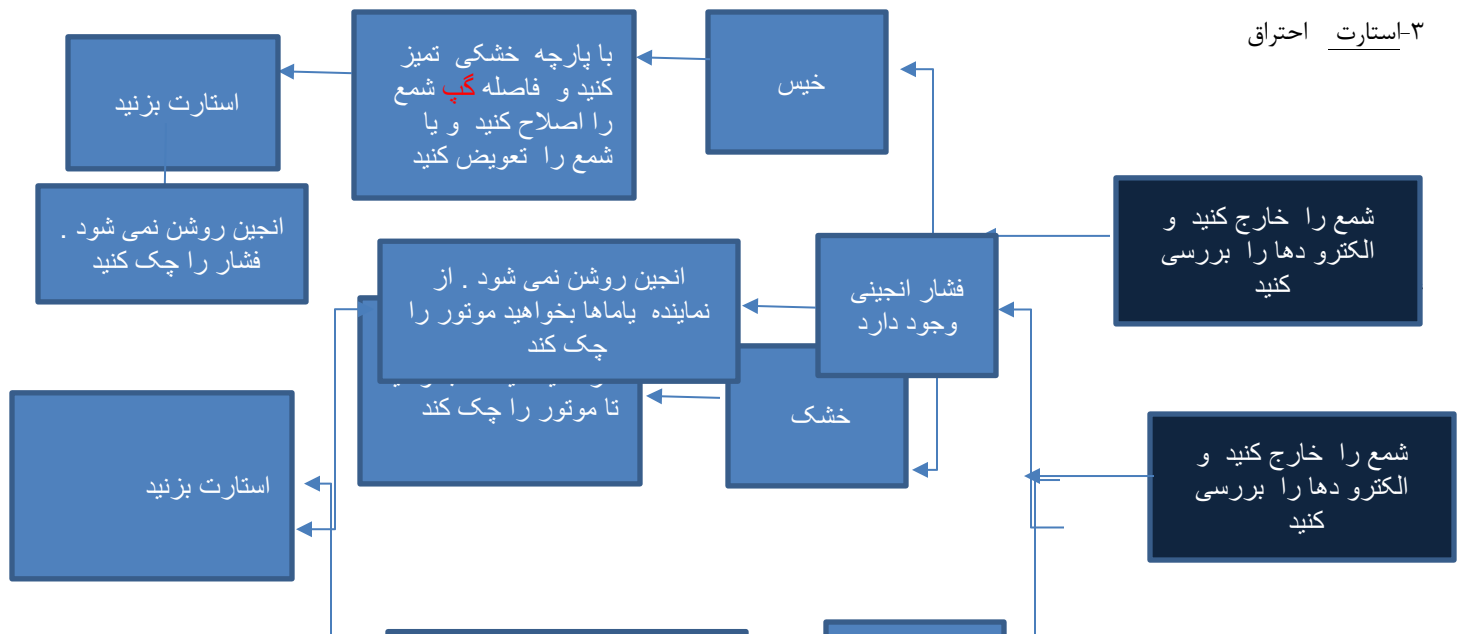 ۳-استارت احتراق
شمع را خارج کنید و
الکترو دها را بررسی
کنید
خیس
با پارچه خشکی تمیز
کنید و فاصله گپ شمع
را اصلاح کنید و یا
شمع را تعویض کنید
استارت بزنید
انجین روشن نمی شود .
فشار را چک کنید
فشار انجینی
وجود دارد
انجین روشن نمی شود . از
نماینده یاماها بخواهید موتور را
چک کند
خشک
تا موتور را چک کند
شمع را خارج کنید و
الکترو دها را بررسی
کنید
استارت بزنید